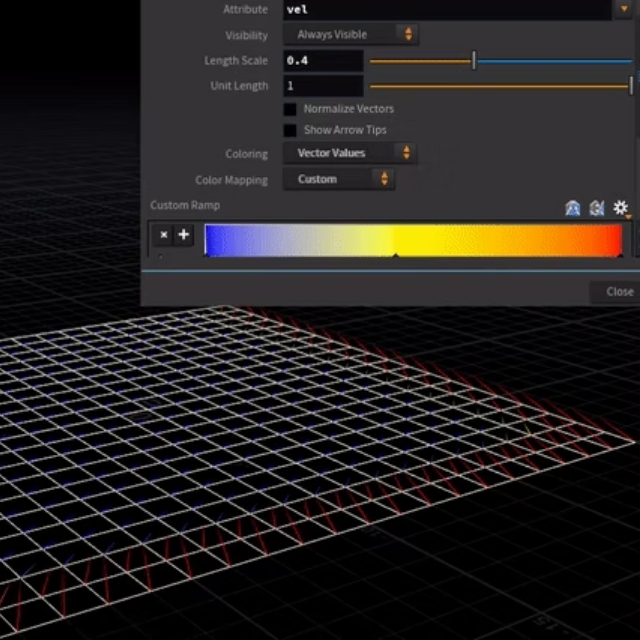 Attribute vel
Visibility Always Visible
Length Scale 0.4
Unit Length 1
Normalize Vectors
Show Arrow Tips
Coloring Vector Values
Color Mapping Custom
Custom Ramp
Close